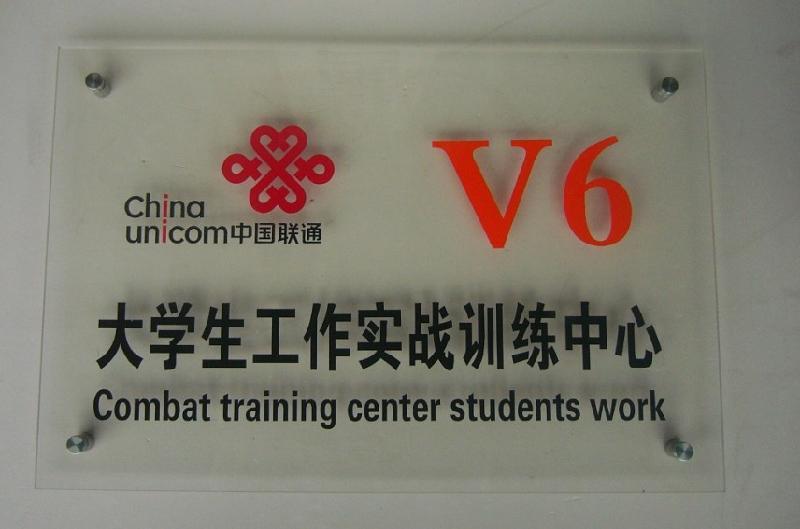 China
unicom中国联通
V6
大学生工作实战训练中心
Combat training center students work